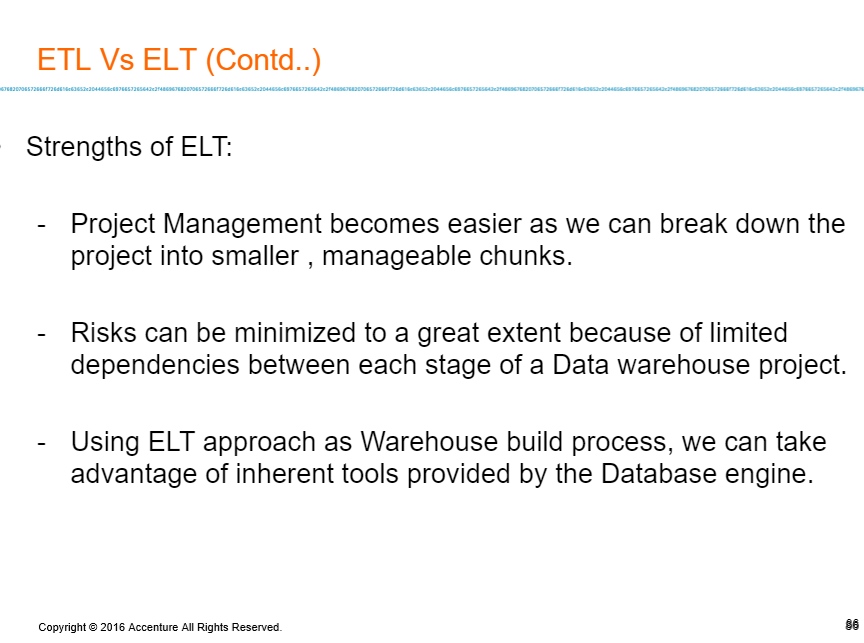 ETL Vs ELT (Contd..)
Strengths of ELT:
- Project Management becomes easier as we can break down the
project into smaller , manageable chunks.
- Risks can be minimized to a great extent because of limited
dependencies between each stage of a Data warehouse project.
- Using ELT approach as Warehouse build process, we can take
advantage of inherent tools provided by the Database engine.
Copyright © 2016 Accenture All Rights Reserved.
86